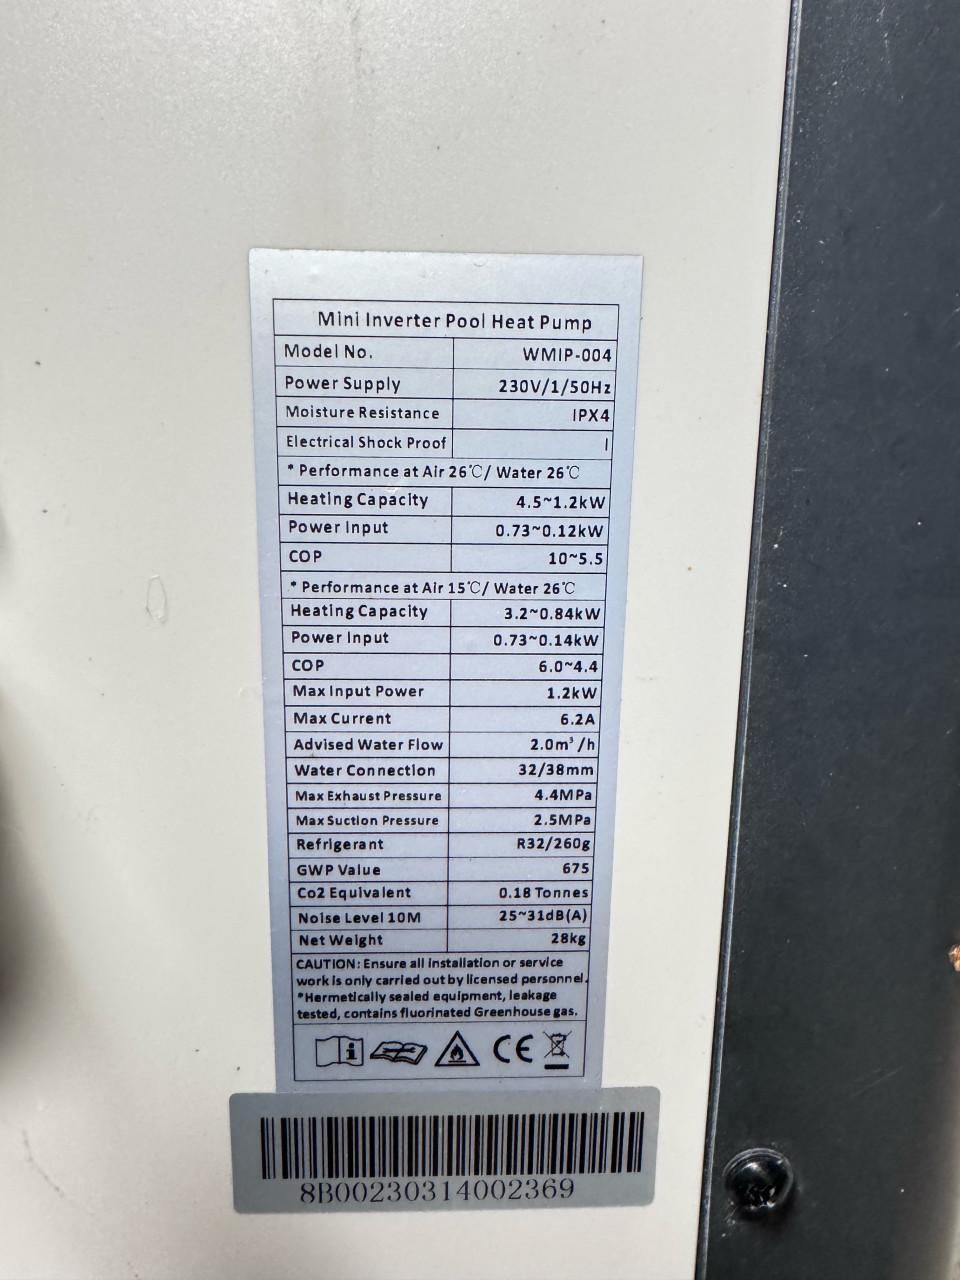 Mini Inverter Pool Heat Pump
Model No. WMIP-004
Power Supply 230V/1/50Hz
Moisture Resistance IPX4
Electrical Shock Proof I
* Performance at Air 26℃/ Water 26℃
Heating Capacity 4.5~1.2kW
Power Input 0.73~0.12kW
COP 10~5.5
* Performance at Air 15℃/ Water 26℃
Heating Capacity 3.2~0.84kW
Power Input 0.73~0.14kW
COP 6.0~4.4
Max Input Power 1.2kW
Max Current 6.2A
Advised Water Flow 2.0m³/h
Water Connection 32/38mm
Max Exhaust Pressure 4.4MPa
Max Suction Pressure 2.5MPa
Refrigerant R32/260g
GWP Value 675
Co2 Equivalent 0.18 Tonnes
Noise Level 10M 25~31dB(A)
Net Weight 28kg
CAUTION: Ensure all installation or service
work is only carried out by licensed personnel.
*Hermetically sealed equipment, leakage
tested, contains fluorinated Greenhouse gas.
CE
8B00230314002369